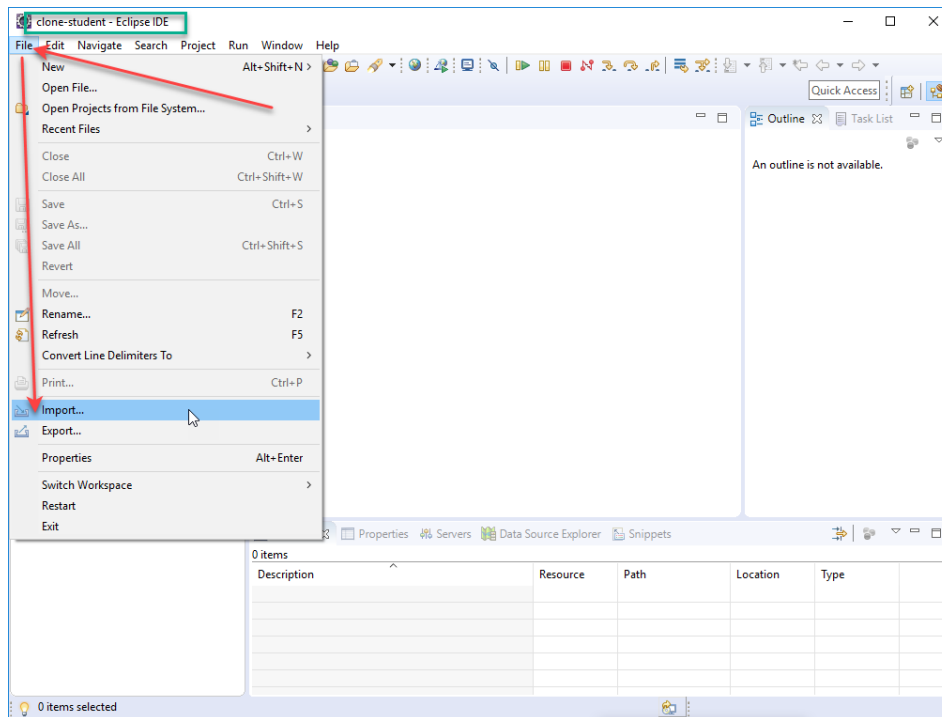 clone-student - Eclipse IDE
File Edit Navigate Search Project Run Window Help
New Alt+Shift+N >
Open File...
Open Projects from File System...
Recent Files >
Close Ctrl+W
Close All Ctrl+Shift+W
Save Ctrl+S
Save As...
Save All Ctrl+Shift+S
Revert
Move...
Rename... F2
Refresh F5
Convert Line Delimiters To >
Print... Ctrl+P
Import...
Export...
Properties Alt+Enter
Switch Workspace >
Restart
Exit
Quick Access
Outline Task List
An outline is not available.
Properties Servers Data Source Explorer Snippets
0 items
Description Resource Path Location Type
0 items selected